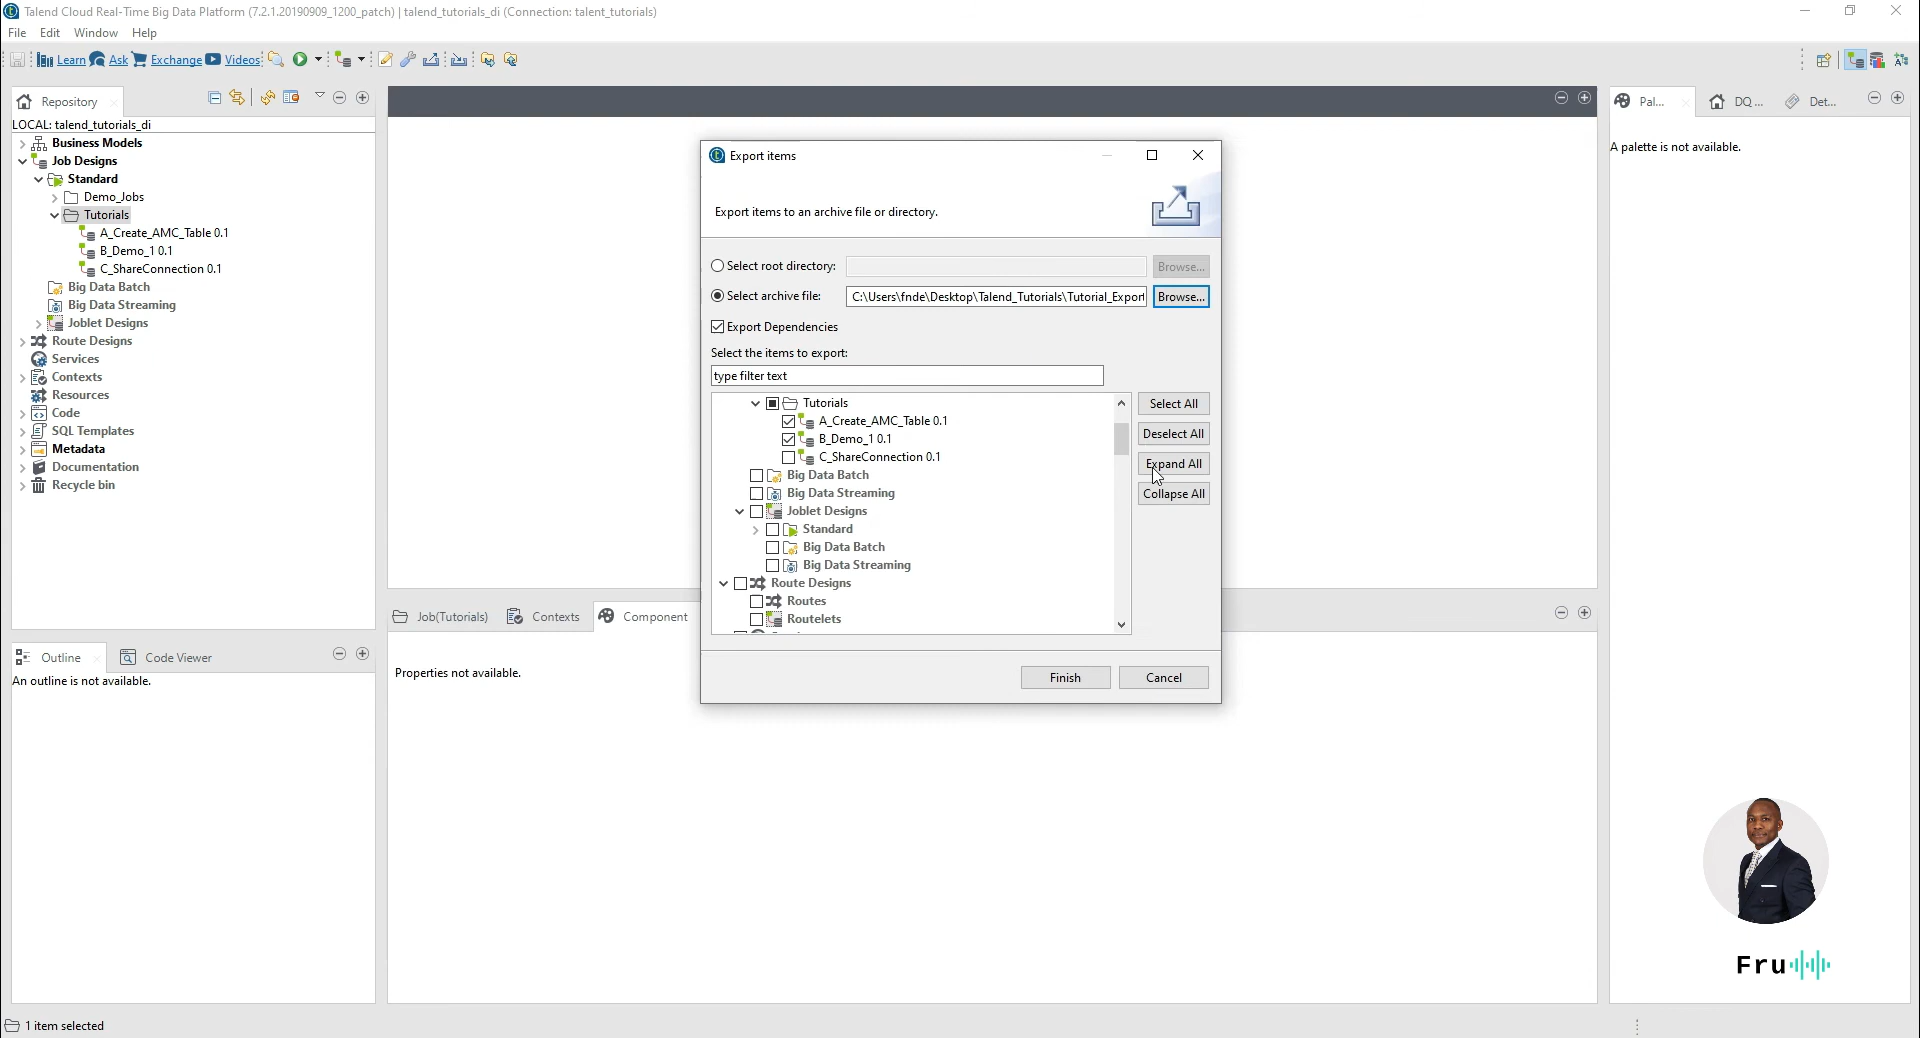 Talend Cloud Real-Time Big Data Platform (7.2.1.20190909_1200_patch) | talend_tutorials_di (Connection: talent_tutorials)
File Edit Window Help
Learn Ask Exchange Videos
Repository
LOCAL: talend_tutorials_di
Business Models
Job Designs
Standard
Demo_Jobs
Tutorials
A_Create_AMC_Table 0.1
B_Demo_1 0.1
C_ShareConnection 0.1
Big Data Batch
Big Data Streaming
Joblet Designs
Route Designs
Services
Contexts
Resources
Code
SQL Templates
Metadata
Documentation
Recycle bin
Outline Code Viewer
An outline is not available.
Job(Tutorials) Contexts Component
Properties not available.
Export items
Export items to an archive file or directory.
Select root directory: Browse...
Select archive file: C:\Users\fnde\Desktop\Talend_Tutorials\Tutorial_Export Browse...
Export Dependencies
Select the items to export:
type filter text
Tutorials
A_Create_AMC_Table 0.1
B_Demo_1 0.1
C_ShareConnection 0.1
Big Data Batch
Big Data Streaming
Joblet Designs
Standard
Big Data Batch
Big Data Streaming
Route Designs
Routes
Routelets
Select All
Deselect All
Expand All
Collapse All
Finish Cancel
Pal... DQ ... Det...
A palette is not available.
Fru
1 item selected